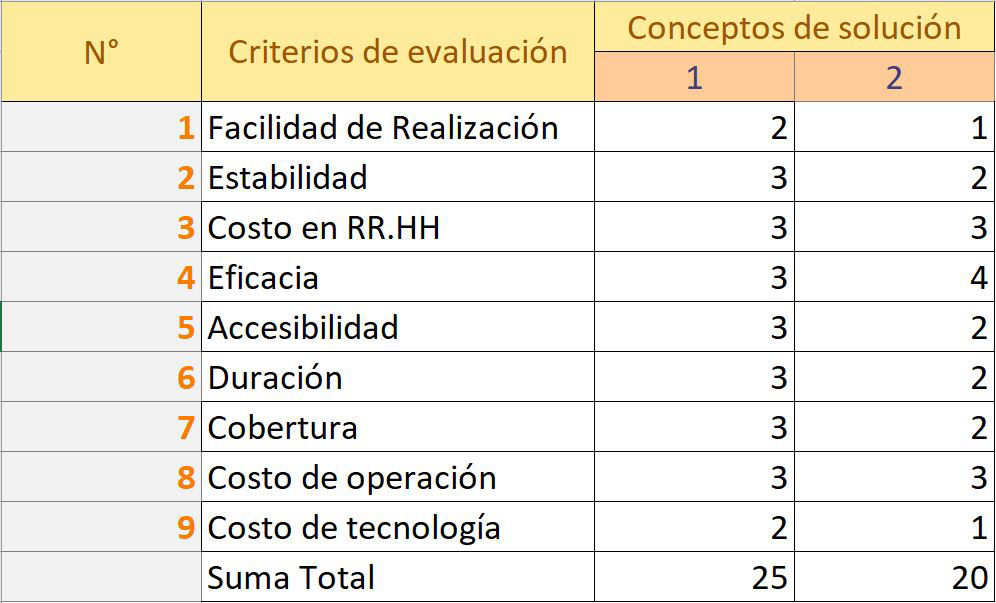 N° Criterios de evaluación Conceptos de solución
1 2
1 Facilidad de Realización 2 1
2 Estabilidad 3 2
3 Costo en RR.HH 3 3
4 Eficacia 3 4
5 Accesibilidad 3 2
6 Duración 3 2
7 Cobertura 3 2
8 Costo de operación 3 3
9 Costo de tecnología 2 1
Suma Total 25 20